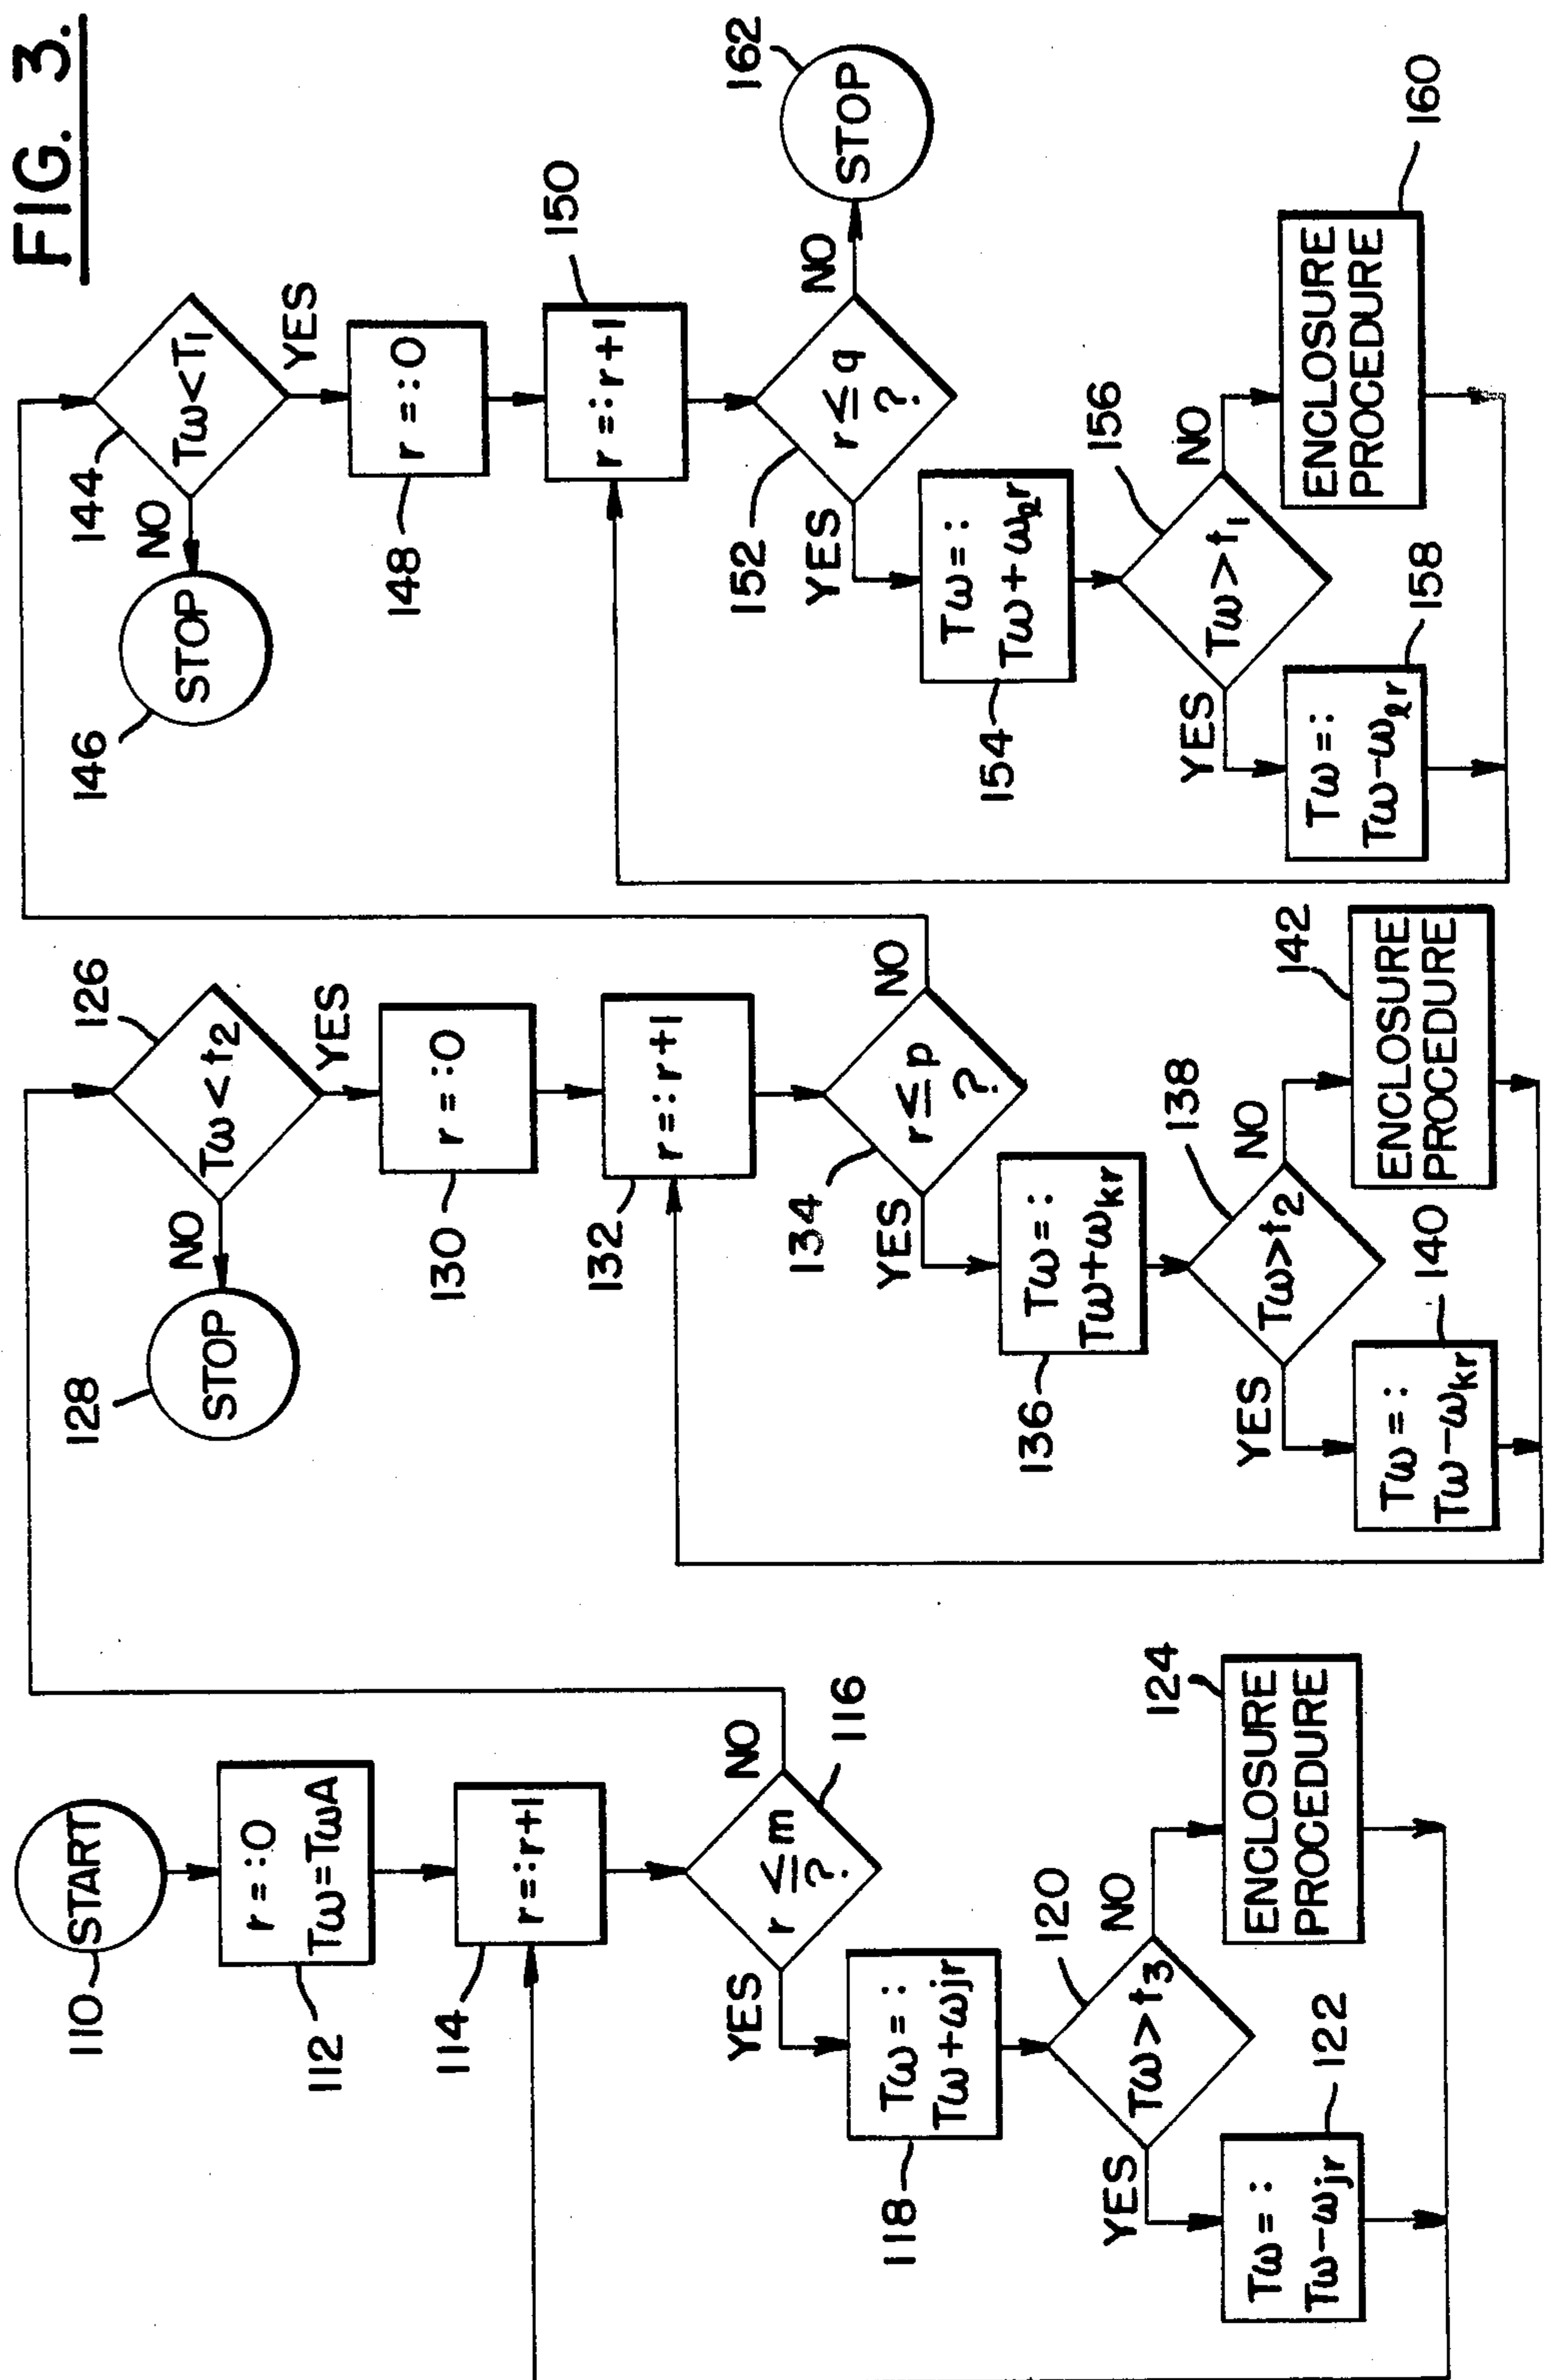 FIG. 3.
110
START
112
r=:0
Tω=TωA
114
r=:r+1
116
r ≤ m
?
NO
YES
118
Tω=:
Tω+ωjr
120
Tω>t3
YES
NO
122
Tω=:
Tω-ωjr
124
ENCLOSURE
PROCEDURE
126
Tω<t2
NO
YES
128
STOP
130
r=:0
132
r=:r+1
134
r≤p
?
NO
YES
136
Tω=:
Tω+ωkr
138
Tω>t2
YES
NO
140
Tω=:
Tω-ωkr
142
ENCLOSURE
PROCEDURE
144
Tω<T1
NO
YES
146
STOP
148
r=:0
150
r=:r+1
152
r≤q
?
NO
YES
162
STOP
154
Tω=:
Tω+ωℓr
156
Tω>t1
YES
NO
158
Tω=:
Tω-ωℓr
160
ENCLOSURE
PROCEDURE